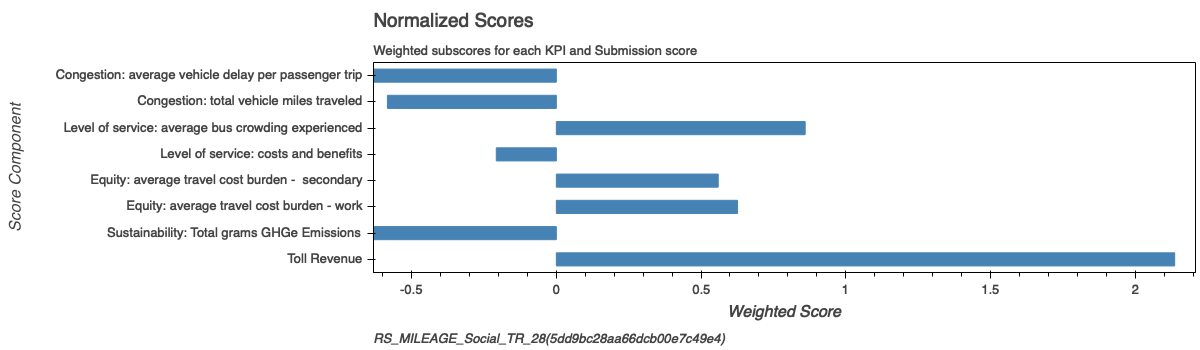 Normalized Scores
Weighted subscores for each KPI and Submission score
Score Component
Congestion: average vehicle delay per passenger trip
Congestion: total vehicle miles traveled
Level of service: average bus crowding experienced
Level of service: costs and benefits
Equity: average travel cost burden -  secondary
Equity: average travel cost burden - work
Sustainability: Total grams GHGe Emissions
Toll Revenue
-0.5 0 0.5 1 1.5 2
Weighted Score
RS_MILEAGE_Social_TR_28(5dd9bc28aa66dcb00e7c49e4)